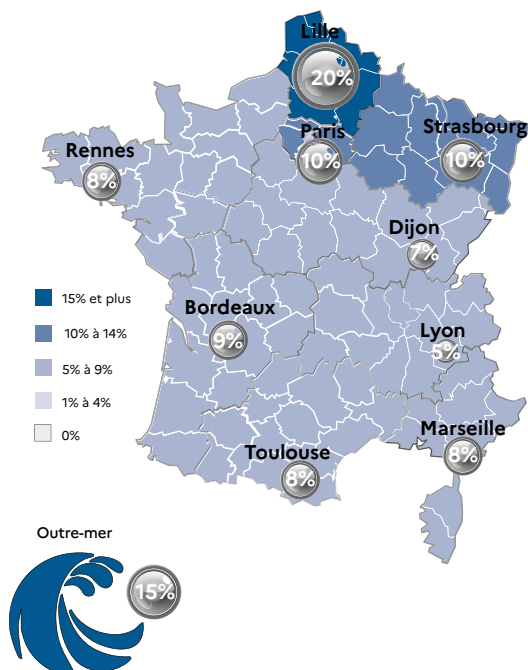 Lille
20%
Paris
10%
Strasbourg
10%
Rennes
8%
Dijon
7%
15% et plus
10% à 14%
5% à 9%
1% à 4%
0%
Bordeaux
9%
Lyon
5%
Marseille
8%
Toulouse
8%
Outre-mer
15%